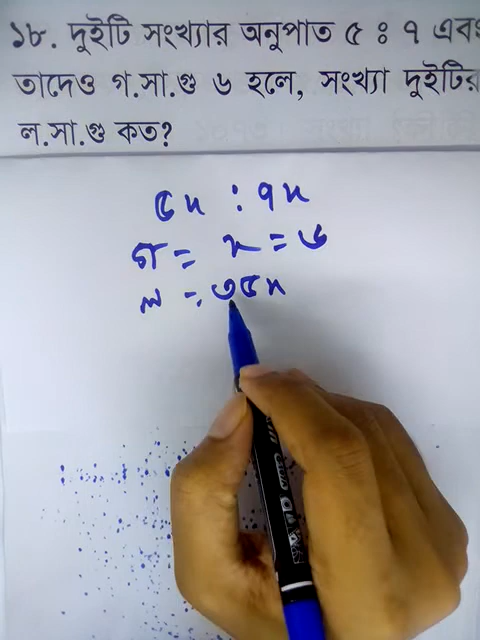 ১৮. দুইটি সংখ্যার অনুপাত ৫ : ৭ এবং
তাদেও গ.সা.গু ৬ হলে, সংখ্যা দুইটির
ল.সা.গু কত?
৫x : ৭x
গ = x = ৬
ল = ৩৫x